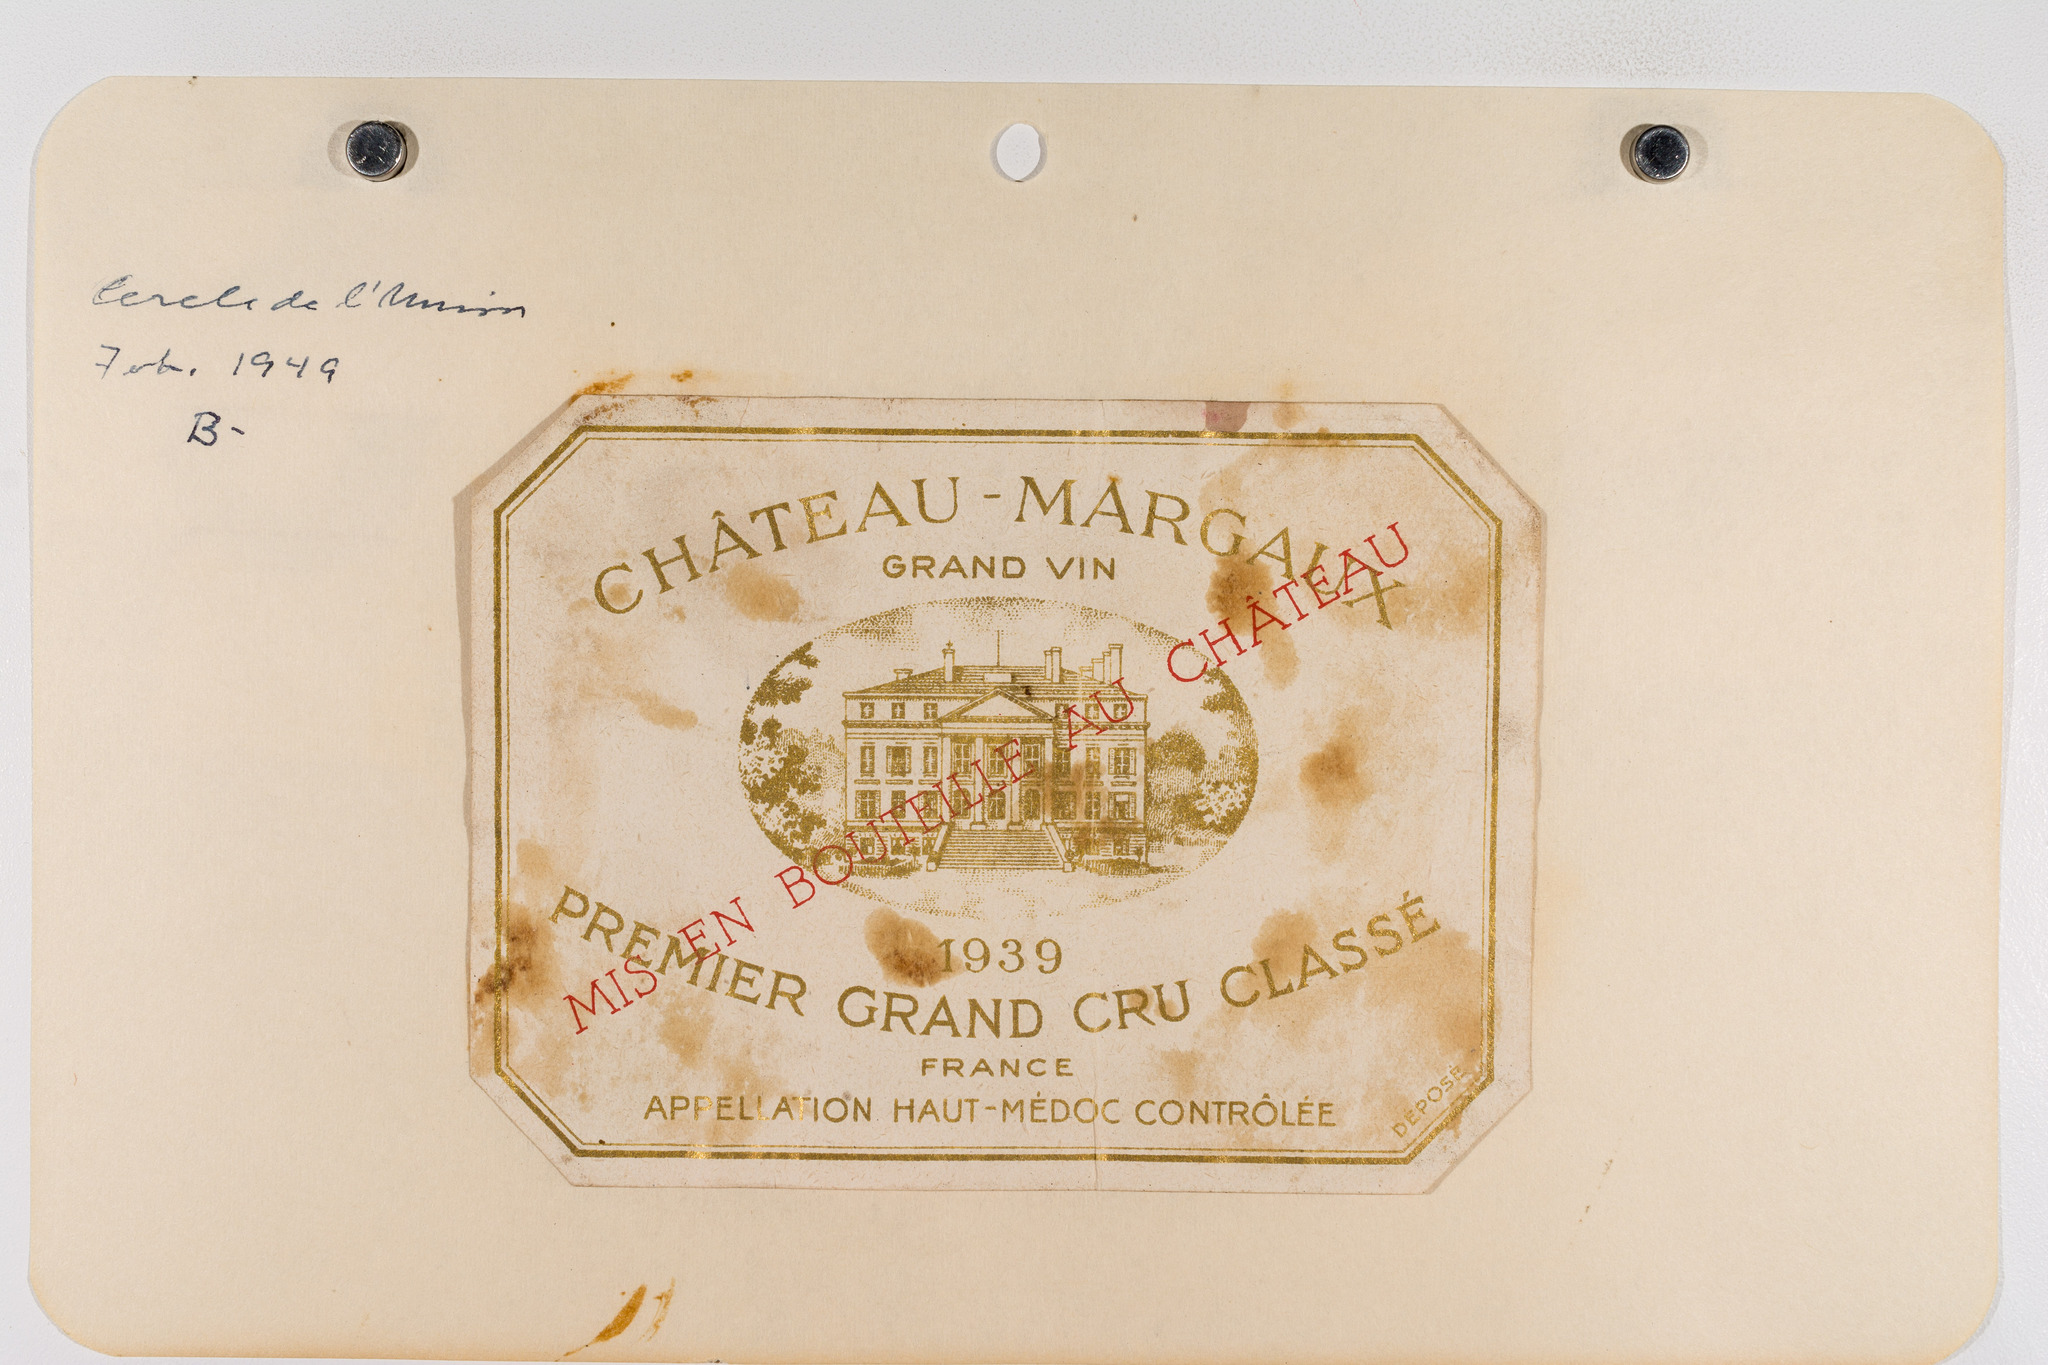 Cercle de l'Union
Feb. 1949
B-
CHÂTEAU-MARGAUX
GRAND VIN
MIS EN BOUTEILLE AU CHÂTEAU
1939
PREMIER GRAND CRU CLASSÉ
FRANCE
APPELLATION HAUT-MÉDOC CONTRÔLÉE
DÉPOSÉ